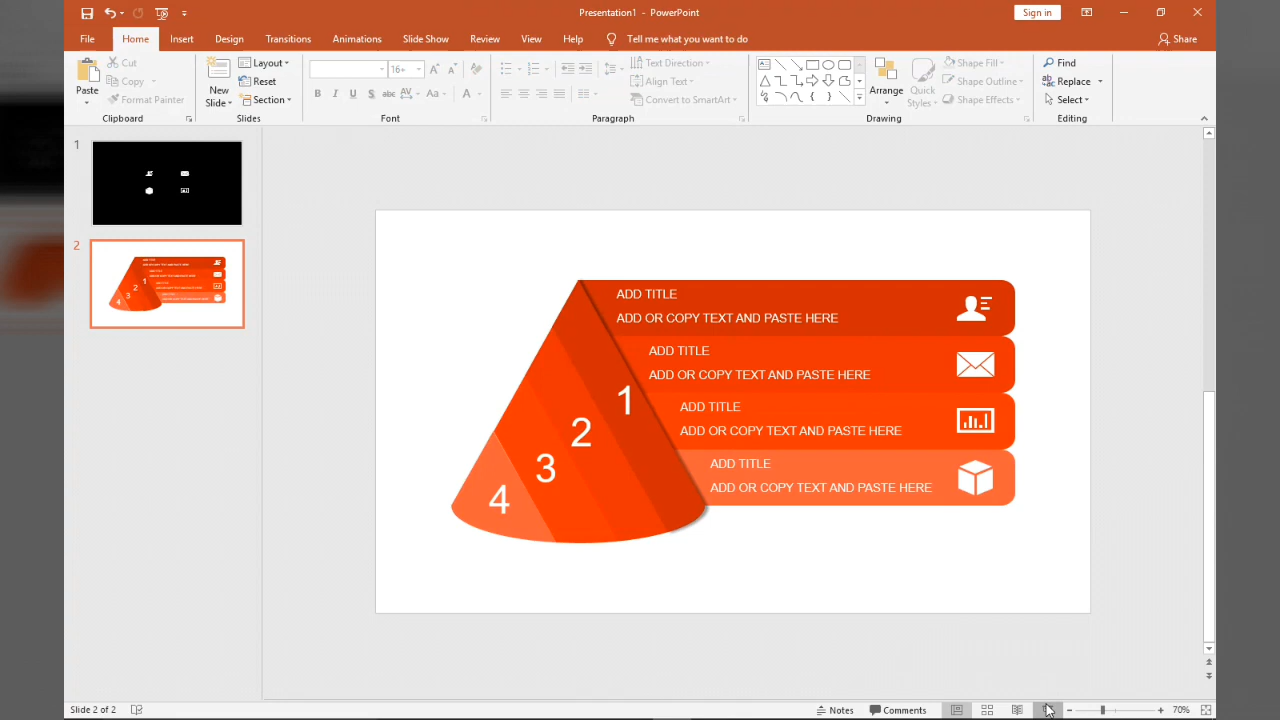 Presentation1 - PowerPoint
Sign in
File Home Insert Design Transitions Animations Slide Show Review View Help Tell me what you want to do Share
Paste
Cut
Copy
Format Painter
Clipboard
New
Slide
Layout
Reset
Section
Slides
16+
B I U S abc AV Aa A
Font
Text Direction
Align Text
Convert to SmartArt
Paragraph
Arrange
Quick
Styles
Shape Fill
Shape Outline
Shape Effects
Drawing
Find
Replace
Select
Editing
1
2
ADD TITLE
ADD OR COPY TEXT AND PASTE HERE
ADD TITLE
ADD OR COPY TEXT AND PASTE HERE
ADD TITLE
ADD OR COPY TEXT AND PASTE HERE
ADD TITLE
ADD OR COPY TEXT AND PASTE HERE
1
2
3
4
Slide 2 of 2
Notes
Comments
70%